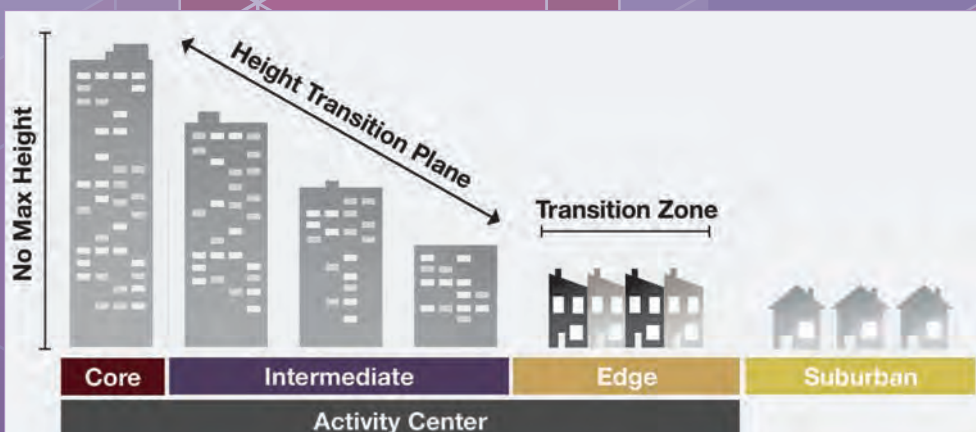 No Max Height
Height Transition Plane
Transition Zone
Core
Intermediate
Edge
Suburban
Activity Center